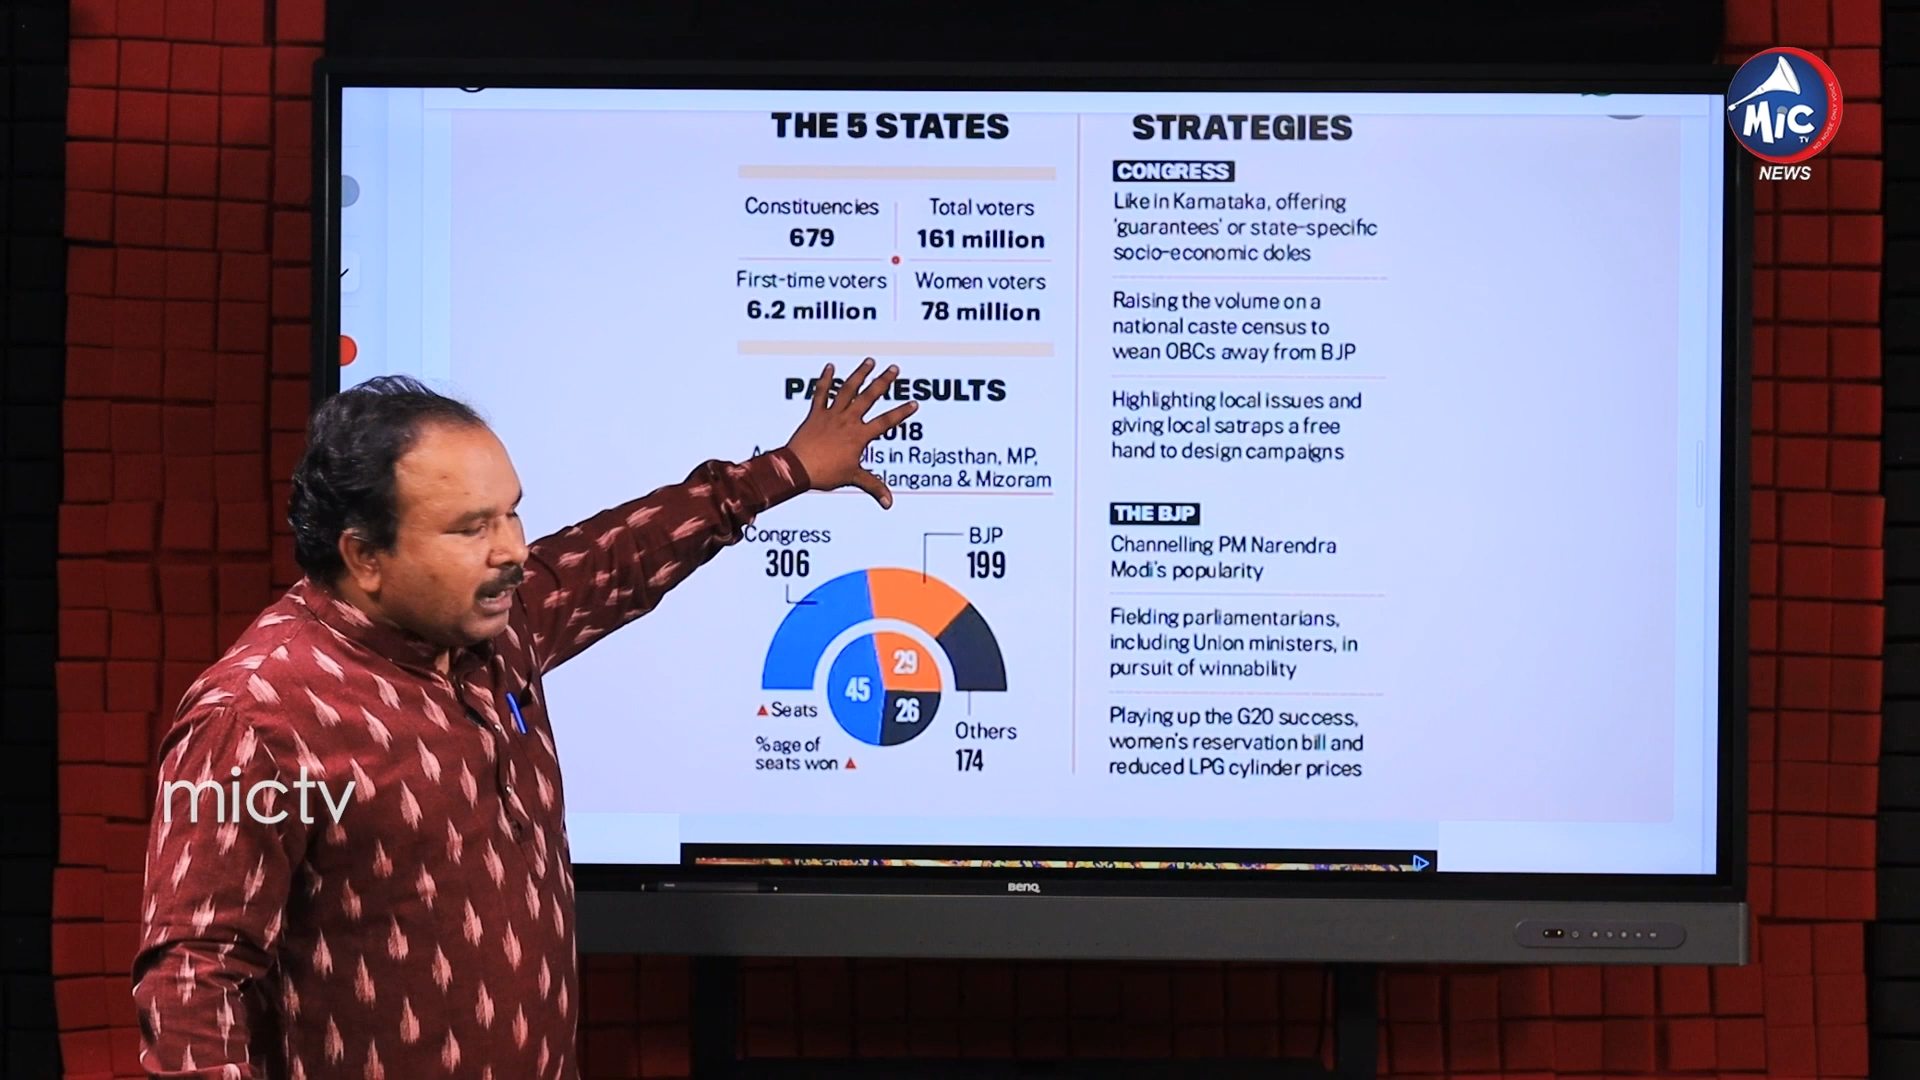 THE 5 STATES
Constituencies
679
Total voters
161 million
First-time voters
6.2 million
Women voters
78 million
RESULTS
in Rajasthan, MP,
& Mizoram
Congress
306
BJP
199
29
45
26
Seats
%age of
seats won
Others
174
STRATEGIES
CONGRESS
Like in Karnataka, offering
'guarantees' or state-specific
socio-economic doles
Raising the volume on a
national caste census to
wean OBCs away from BJP
Highlighting local issues and
giving local satraps a free
hand to design campaigns
THE BJP
Channelling PM Narendra
Modi's popularity
Fielding parliamentarians,
including Union ministers, in
pursuit of winnability
Playing up the G20 success,
women's reservation bill and
reduced LPG cylinder prices
BenQ
MiC
TV
NEWS
mictv